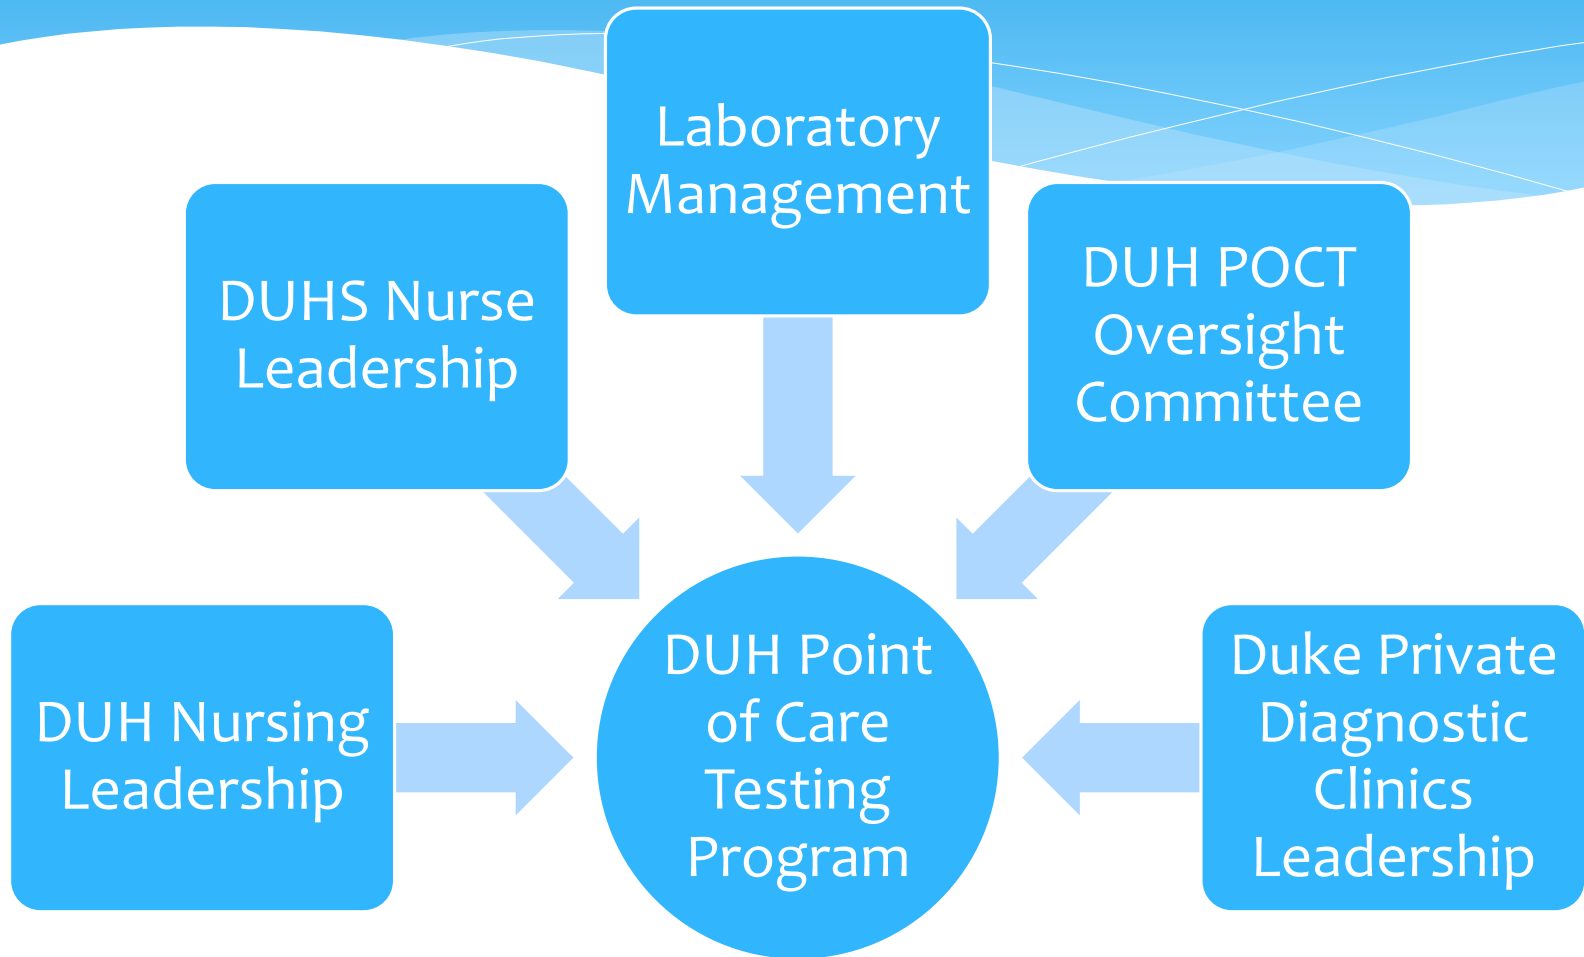 Laboratory
Management
DUHS Nurse
Leadership
DUH POCT
Oversight
Committee
DUH Nursing
Leadership
DUH Point
of Care
Testing
Program
Duke Private
Diagnostic
Clinics
Leadership